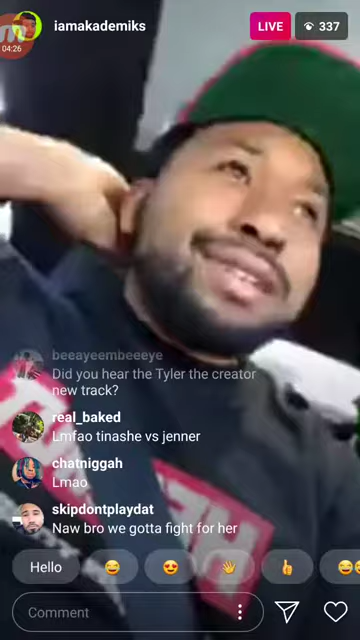 iamakademiks
LIVE
337
04:26
beeayeembeeeye
Did you hear the Tyler the creator
new track?
real_baked
Lmfao tinashe vs jenner
chatniggah
Lmao
skipdontplaydat
Naw bro we gotta fight for her
Hello
Comment